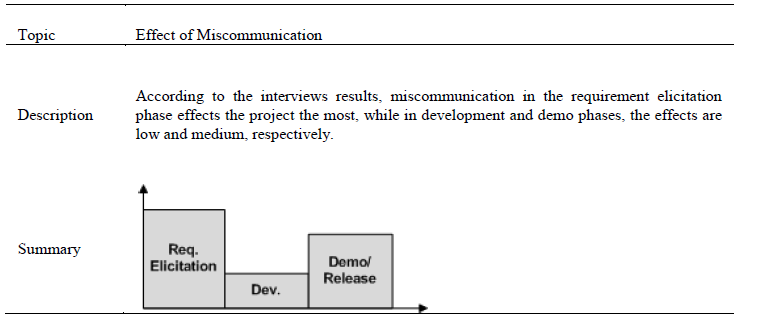 Topic Effect of Miscommunication
According to the interviews results, miscommunication in the requirement elicitation
Description phase effects the project the most, while in development and demo phases, the effects are
low and medium, respectively.
Summary
Req.
Elicitation
Dev.
Demo/
Release